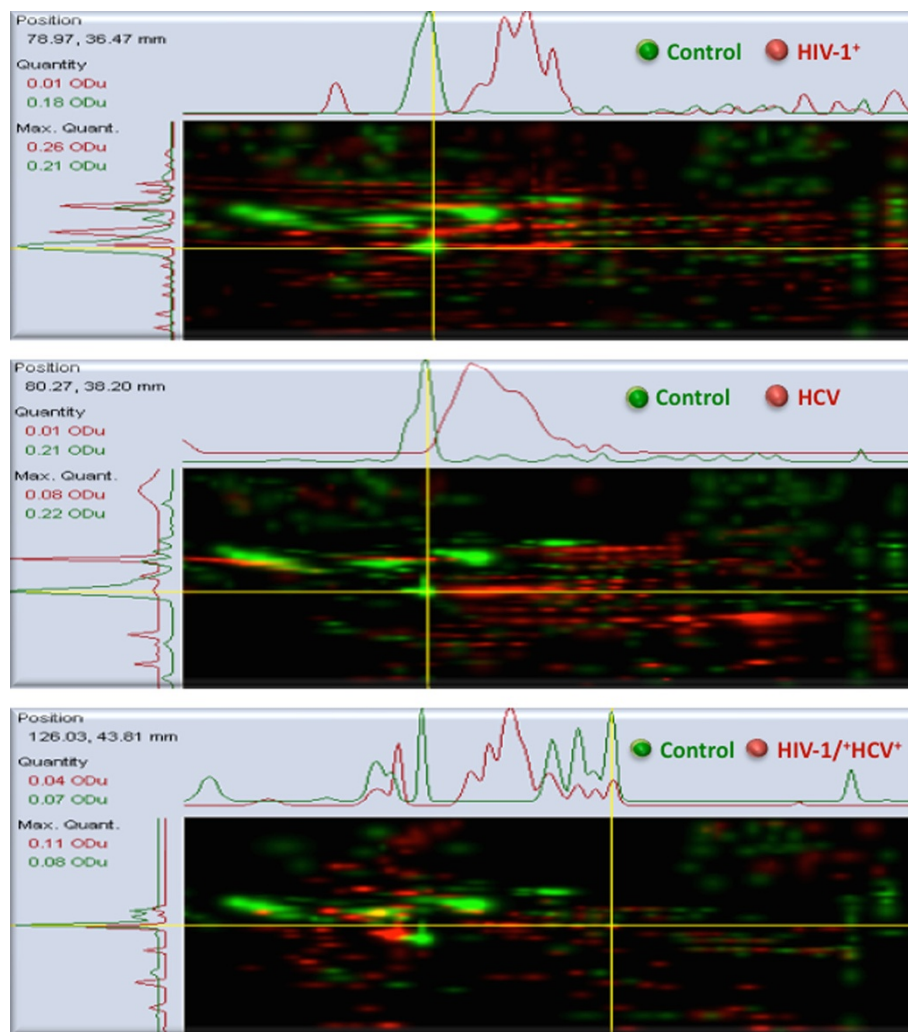 Position
78.97, 36.47 mm
Quantity
0.01 ODu
0.18 ODu
Max. Quant.
0.26 ODu
0.21 ODu
Control HIV-1⁺
Position
80.27, 38.20 mm
Quantity
0.01 ODu
0.21 ODu
Max. Quant.
0.08 ODu
0.22 ODu
Control HCV
Position
126.03, 43.81 mm
Quantity
0.04 ODu
0.07 ODu
Max. Quant.
0.11 ODu
0.08 ODu
Control HIV-1/⁺HCV⁺